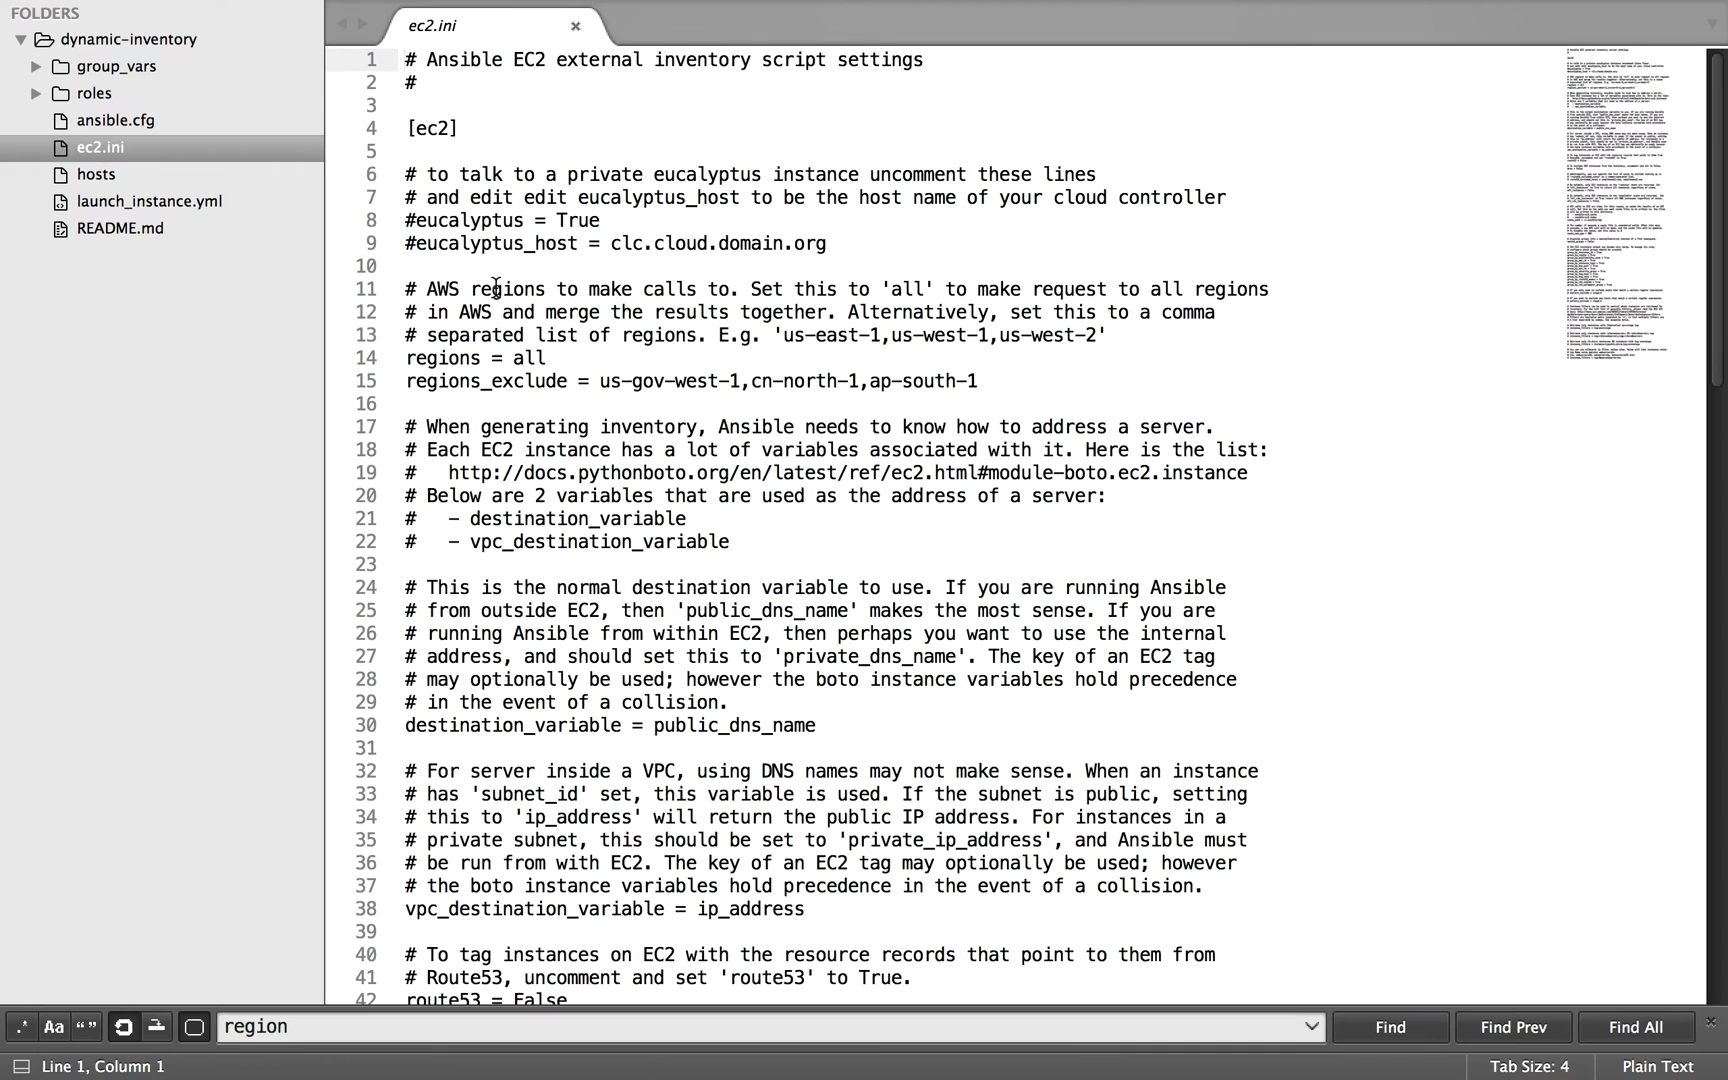 FOLDERS
dynamic-inventory
group_vars
roles
ansible.cfg
ec2.ini
hosts
launch_instance.yml
README.md
ec2.ini
1 # Ansible EC2 external inventory script settings
2 #
3
4 [ec2]
5
6 # to talk to a private eucalyptus instance uncomment these lines
7 # and edit edit eucalyptus_host to be the host name of your cloud controller
8 #eucalyptus = True
9 #eucalyptus_host = clc.cloud.domain.org
10
11 # AWS regions to make calls to. Set this to 'all' to make request to all regions
12 # in AWS and merge the results together. Alternatively, set this to a comma
13 # separated list of regions. E.g. 'us-east-1,us-west-1,us-west-2'
14 regions = all
15 regions_exclude = us-gov-west-1,cn-north-1,ap-south-1
16
17 # When generating inventory, Ansible needs to know how to address a server.
18 # Each EC2 instance has a lot of variables associated with it. Here is the list:
19 #   http://docs.pythonboto.org/en/latest/ref/ec2.html#module-boto.ec2.instance
20 # Below are 2 variables that are used as the address of a server:
21 #   - destination_variable
22 #   - vpc_destination_variable
23
24 # This is the normal destination variable to use. If you are running Ansible
25 # from outside EC2, then 'public_dns_name' makes the most sense. If you are
26 # running Ansible from within EC2, then perhaps you want to use the internal
27 # address, and should set this to 'private_dns_name'. The key of an EC2 tag
28 # may optionally be used; however the boto instance variables hold precedence
29 # in the event of a collision.
30 destination_variable = public_dns_name
31
32 # For server inside a VPC, using DNS names may not make sense. When an instance
33 # has 'subnet_id' set, this variable is used. If the subnet is public, setting
34 # this to 'ip_address' will return the public IP address. For instances in a
35 # private subnet, this should be set to 'private_ip_address', and Ansible must
36 # be run from with EC2. The key of an EC2 tag may optionally be used; however
37 # the boto instance variables hold precedence in the event of a collision.
38 vpc_destination_variable = ip_address
39
40 # To tag instances on EC2 with the resource records that point to them from
41 # Route53, uncomment and set 'route53' to True.
42 route53 = False
.* Aa “” region Find Find Prev Find All
Line 1, Column 1 Tab Size: 4 Plain Text